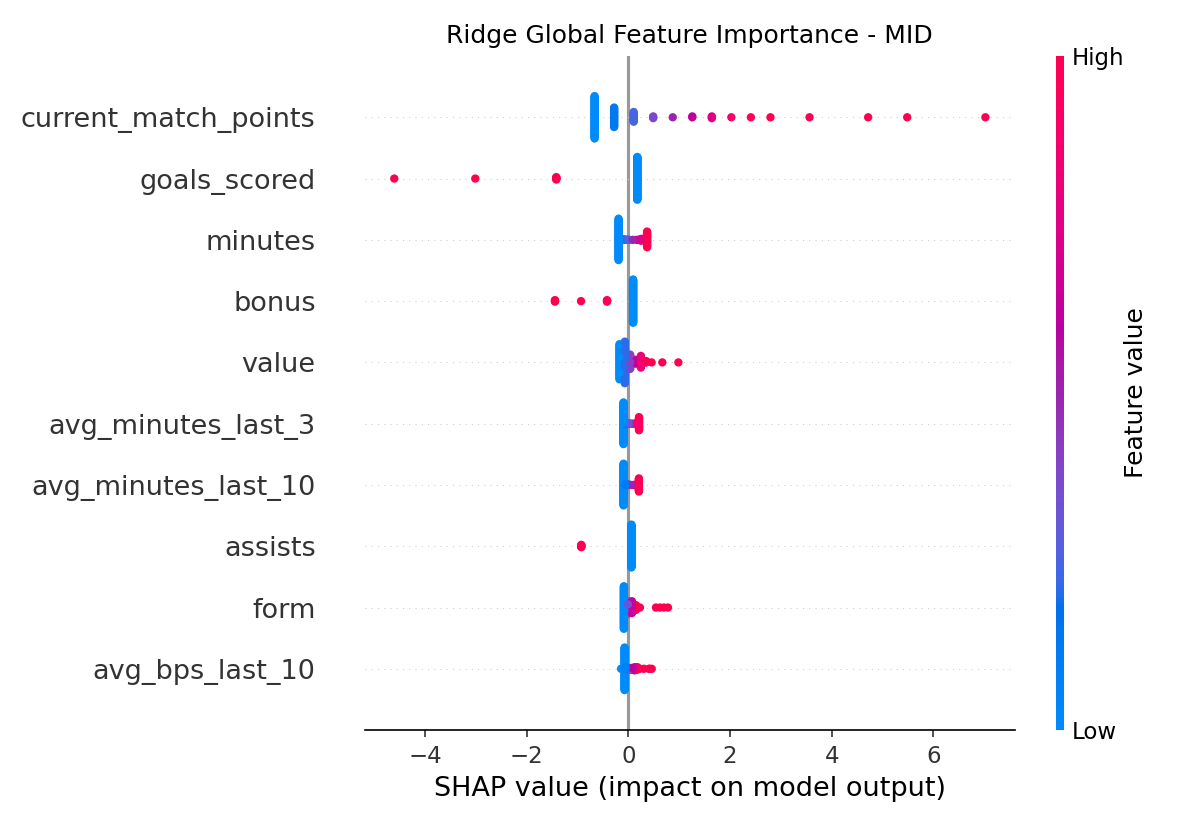 Ridge Global Feature Importance - MID
High
current_match_points
goals_scored
minutes
bonus
value
avg_minutes_last_3
avg_minutes_last_10
assists
form
avg_bps_last_10
Feature value
Low
−4 −2 0 2 4 6
SHAP value (impact on model output)